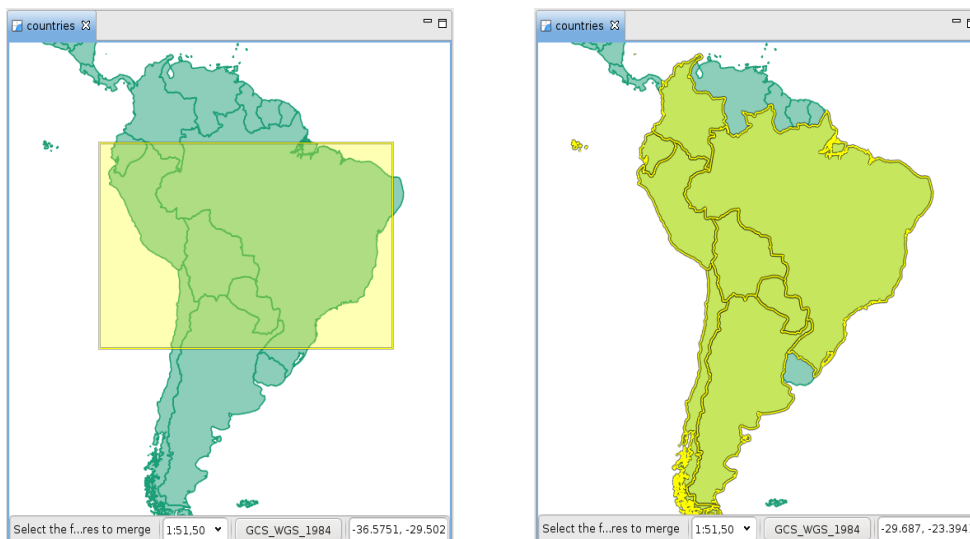 countries
Select the f...res to merge 1:51,50 GCS_WGS_1984 -36.5751, -29.502
countries
Select the f...res to merge 1:51,50 GCS_WGS_1984 -29.687, -23.3941